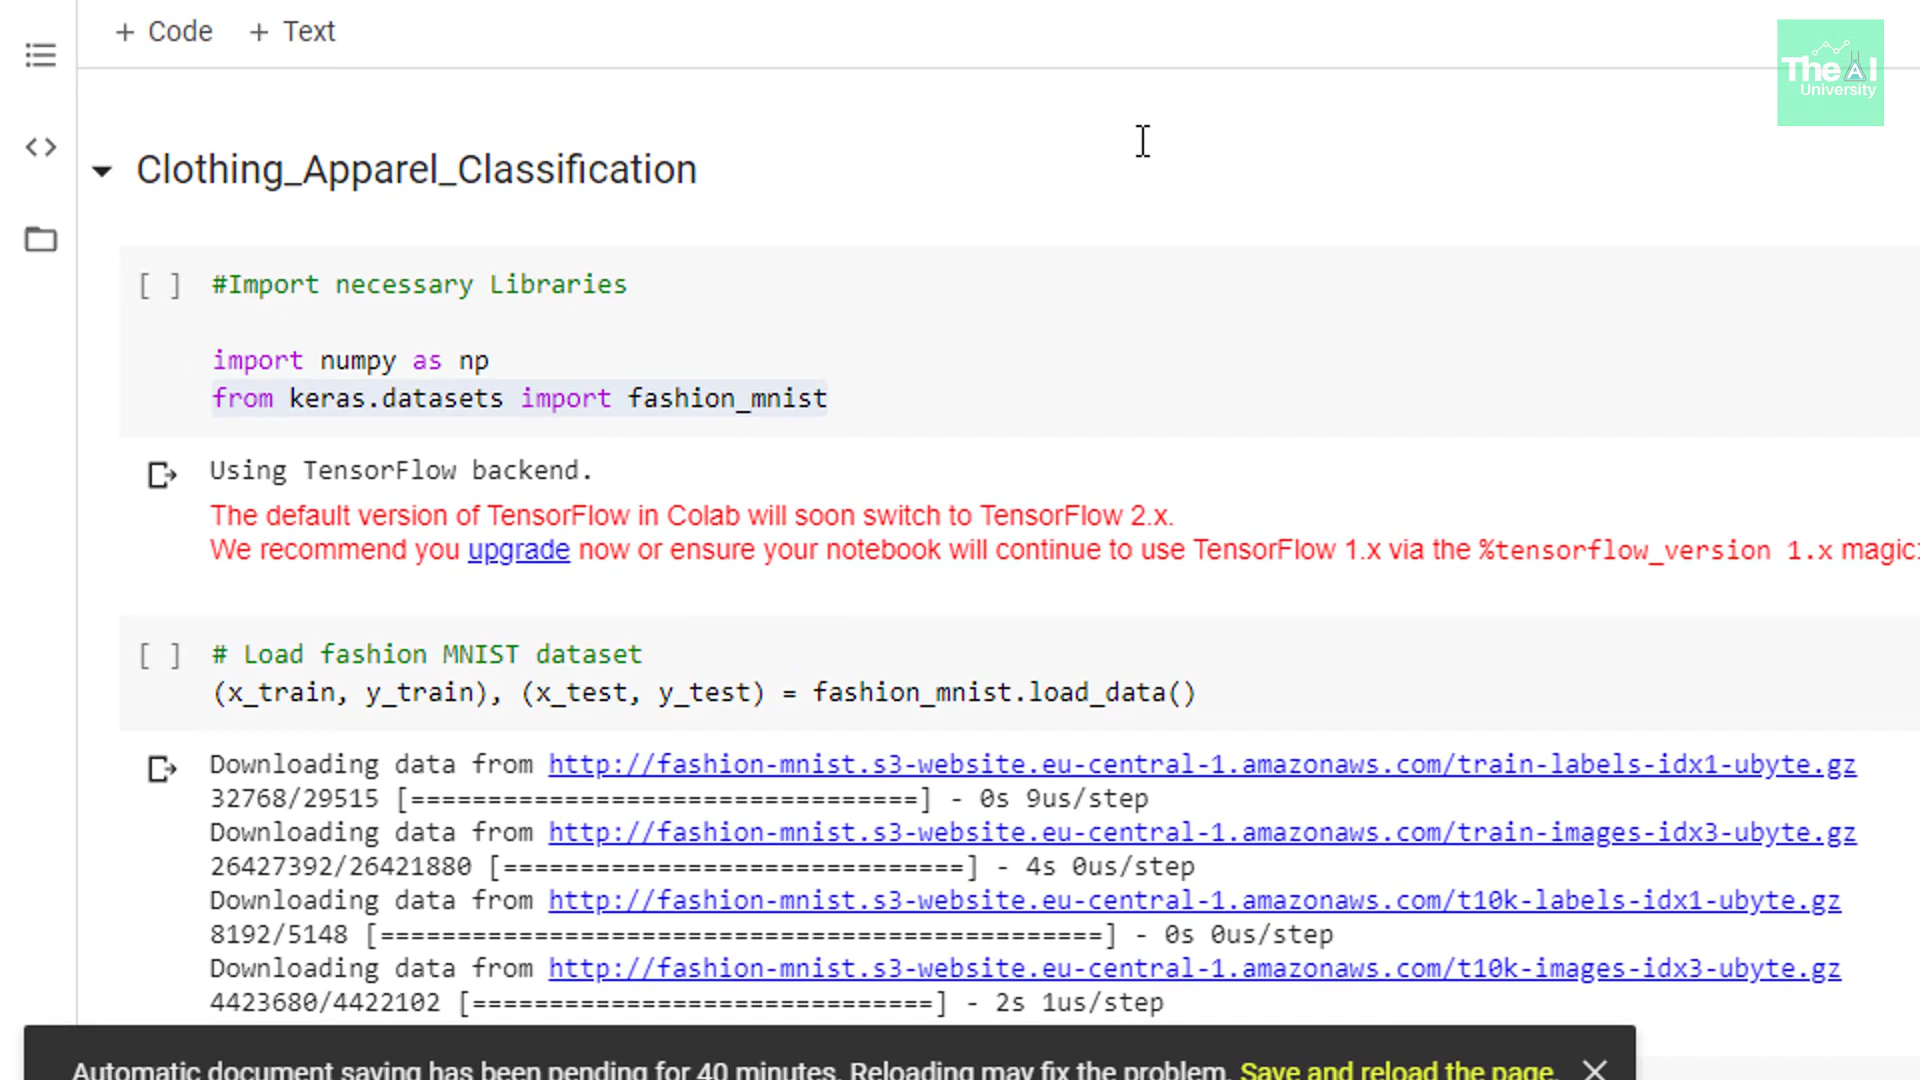 + Code + Text
The AI
University
Clothing_Apparel_Classification
[ ] #Import necessary Libraries
import numpy as np
from keras.datasets import fashion_mnist
Using TensorFlow backend.
The default version of TensorFlow in Colab will soon switch to TensorFlow 2.x.
We recommend you upgrade now or ensure your notebook will continue to use TensorFlow 1.x via the %tensorflow_version 1.x magic:
[ ] # Load fashion MNIST dataset
(x_train, y_train), (x_test, y_test) = fashion_mnist.load_data()
Downloading data from http://fashion-mnist.s3-website.eu-central-1.amazonaws.com/train-labels-idx1-ubyte.gz
32768/29515 [=================================] - 0s 9us/step
Downloading data from http://fashion-mnist.s3-website.eu-central-1.amazonaws.com/train-images-idx3-ubyte.gz
26427392/26421880 [==============================] - 4s 0us/step
Downloading data from http://fashion-mnist.s3-website.eu-central-1.amazonaws.com/t10k-labels-idx1-ubyte.gz
8192/5148 [===============================================] - 0s 0us/step
Downloading data from http://fashion-mnist.s3-website.eu-central-1.amazonaws.com/t10k-images-idx3-ubyte.gz
4423680/4422102 [==============================] - 2s 1us/step
Automatic document saving has been pending for 40 minutes. Reloading may fix the problem. Save and reload the page.